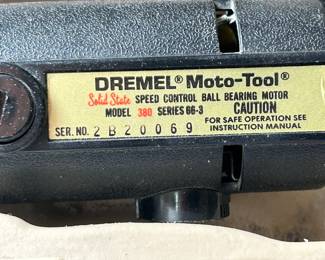 DREMEL® Moto-Tool®
Solid State SPEED CONTROL BALL BEARING MOTOR
MODEL 380 SERIES 66-3 CAUTION
FOR SAFE OPERATION SEE
SER. NO. 2B20069 INSTRUCTION MANUAL